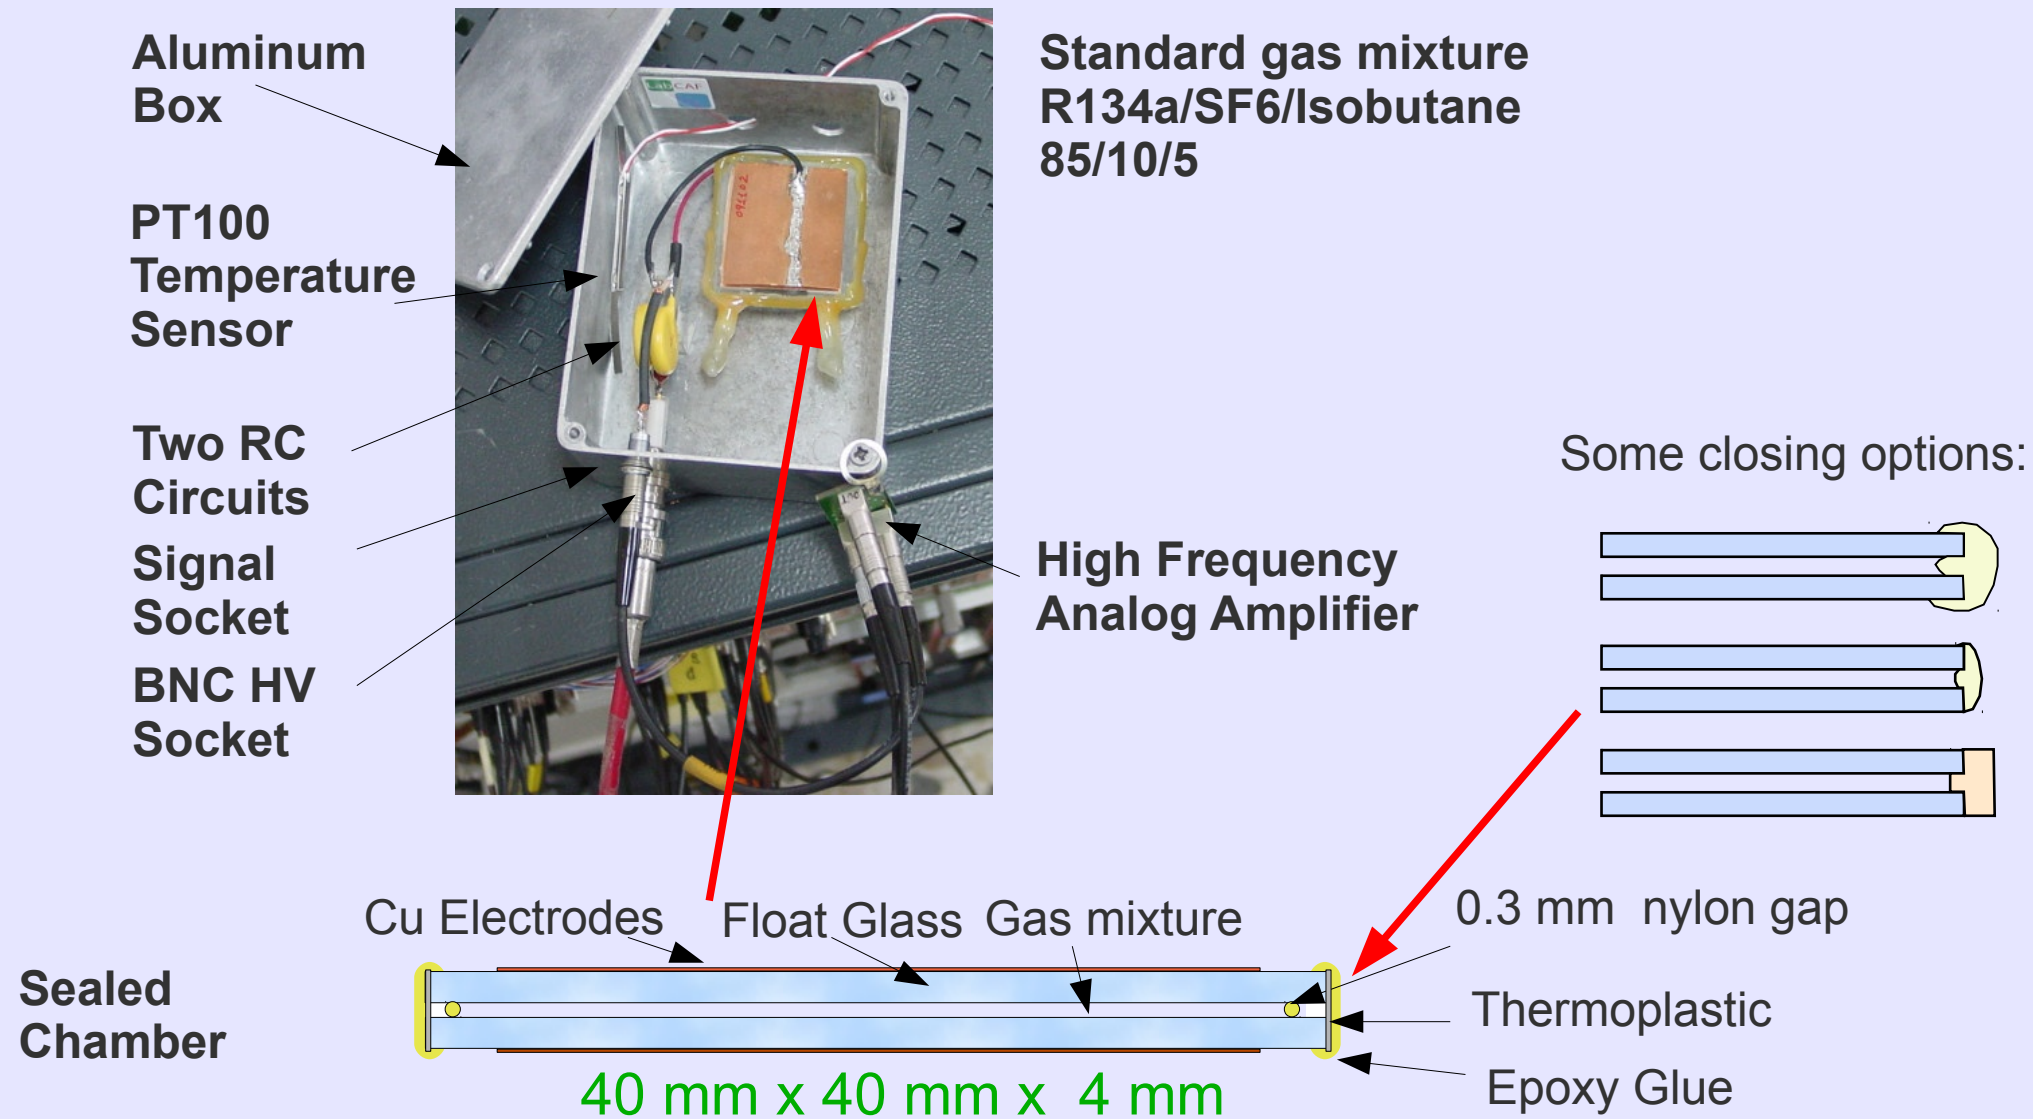 Aluminum
Box
PT100
Temperature
Sensor
Two RC
Circuits
Signal
Socket
BNC HV
Socket
LabCAF
Standard gas mixture
R134a/SF6/Isobutane
85/10/5
High Frequency
Analog Amplifier
Some closing options:
Cu Electrodes
Float Glass
Gas mixture
0.3 mm nylon gap
Sealed
Chamber
Thermoplastic
Epoxy Glue
40 mm x 40 mm x 4 mm